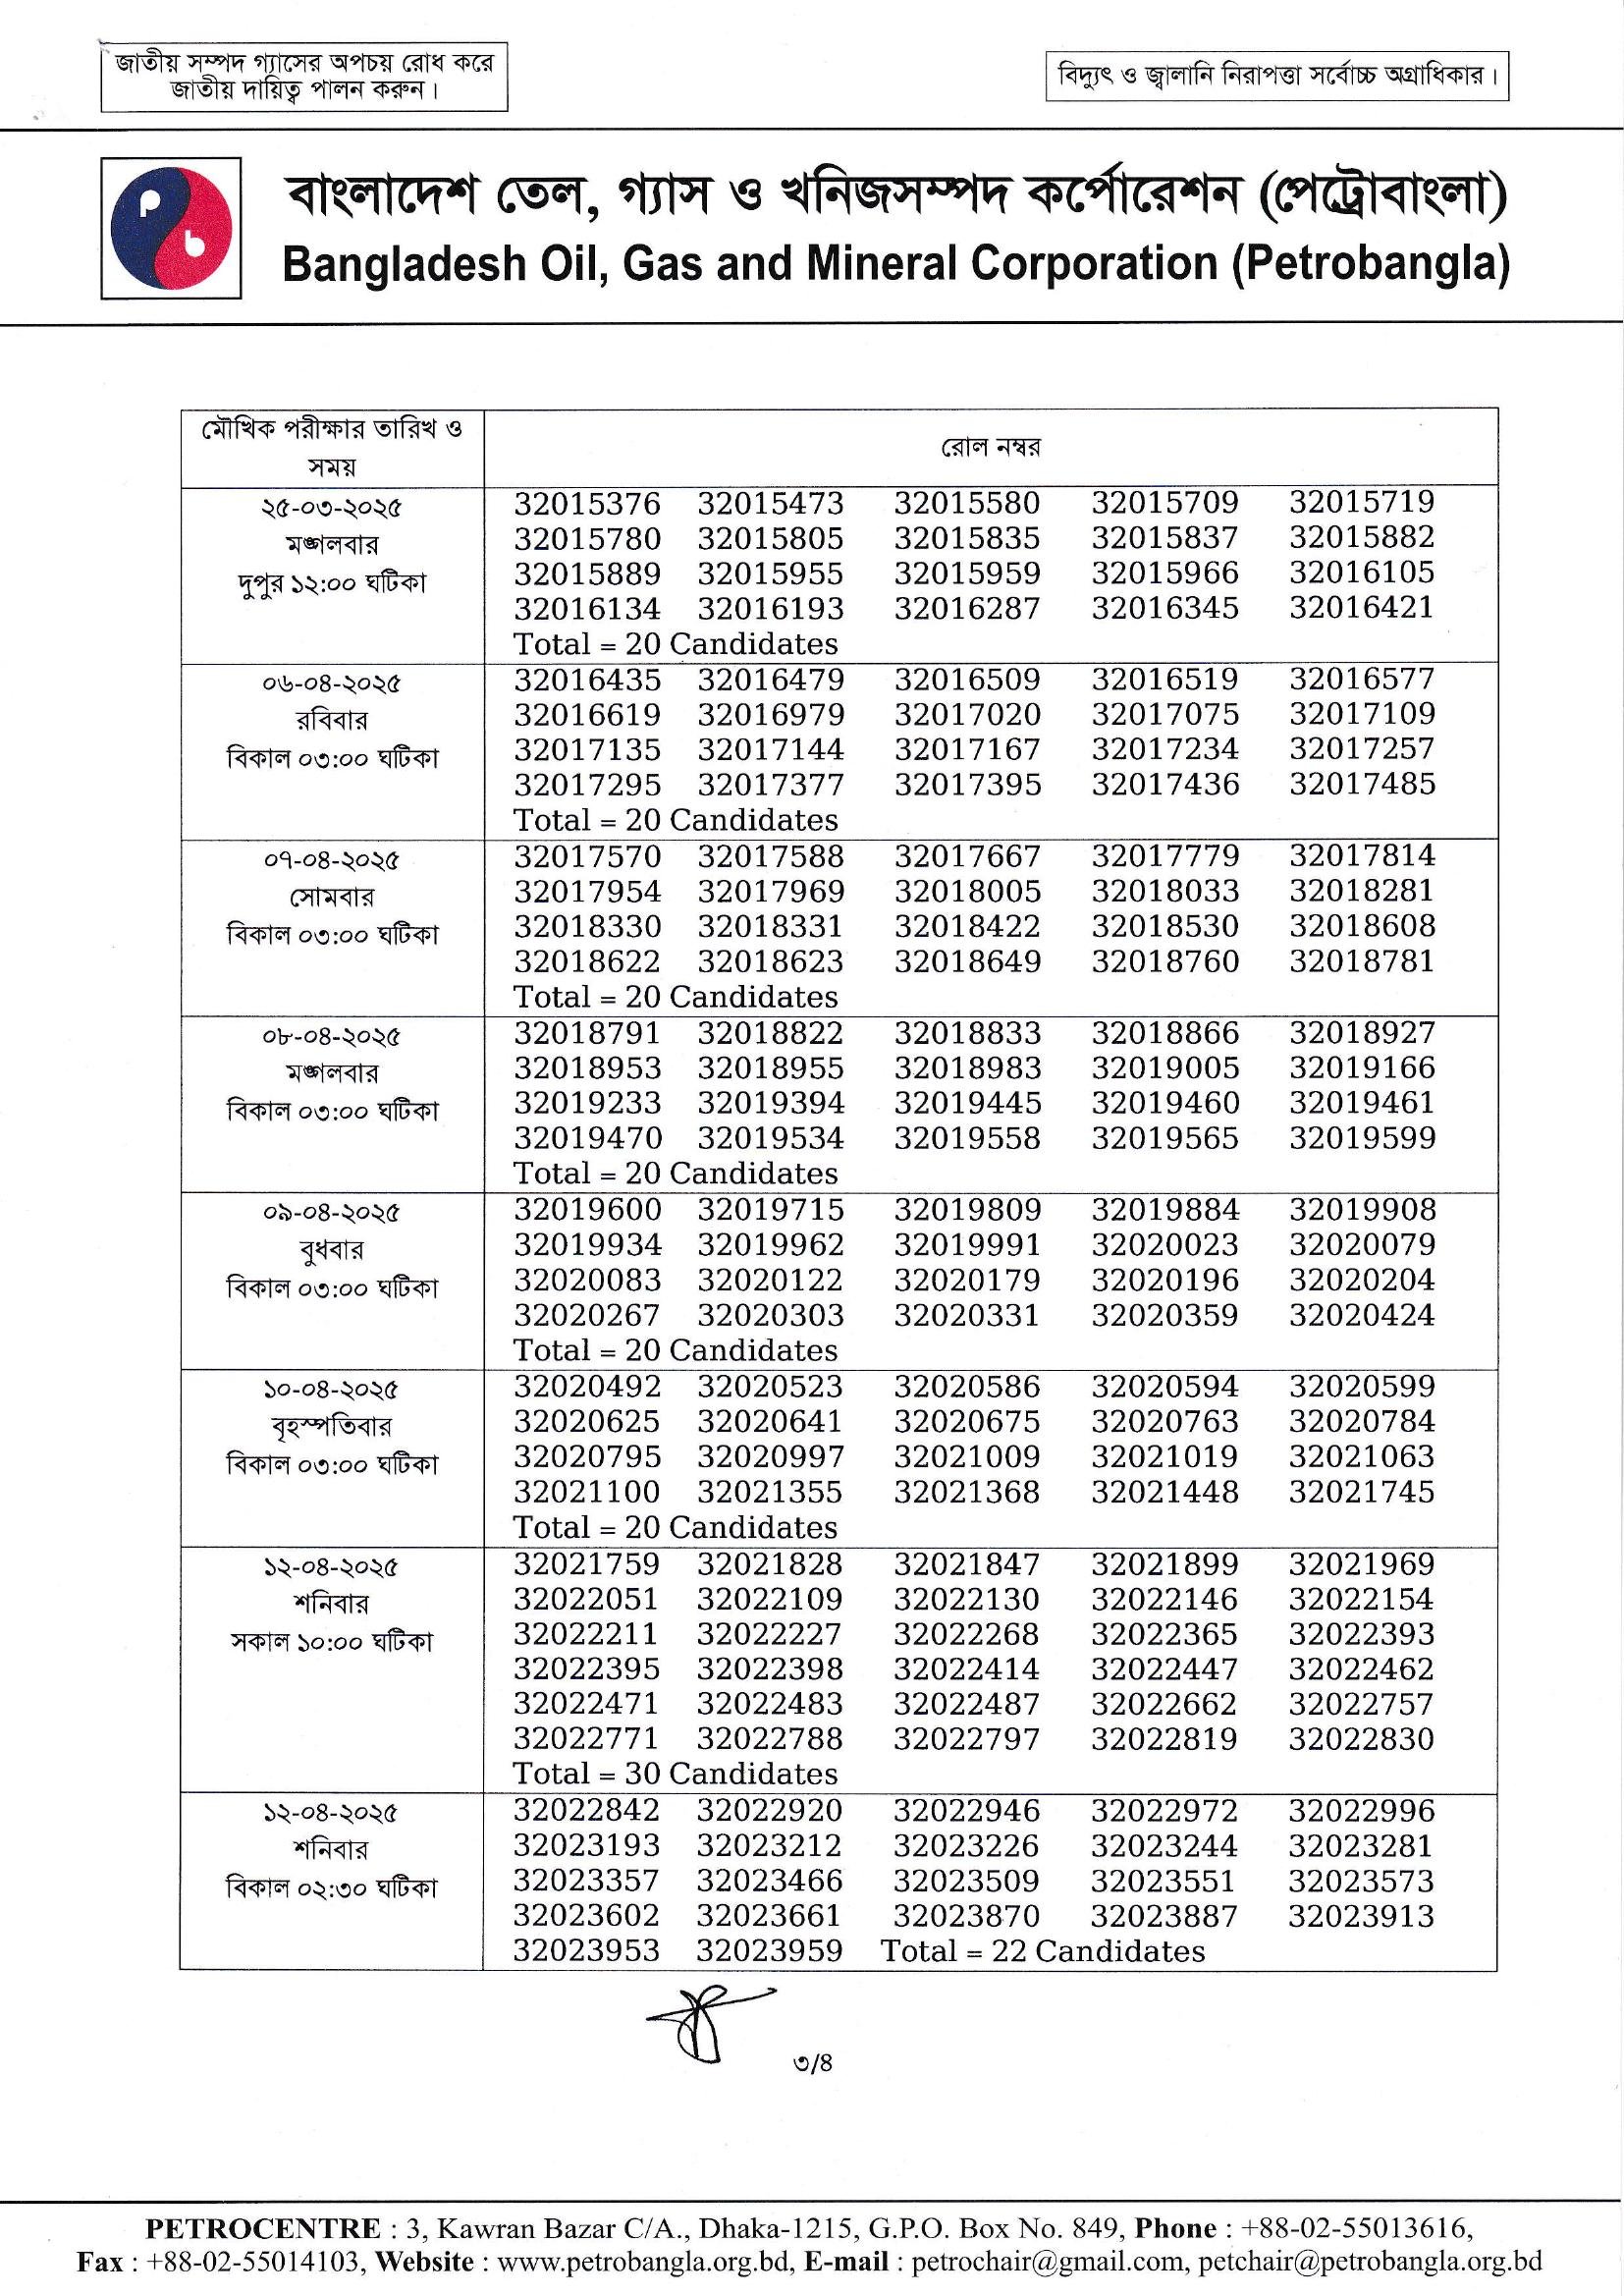 জাতীয় সম্পদ গ্যাসের অপচয় রোধ করে
জাতীয় দায়িত্ব পালন করুন।
বিদ্যুৎ ও জ্বালানি নিরাপত্তা সর্বোচ্চ অগ্রাধিকার।
p
b
বাংলাদেশ তেল, গ্যাস ও খনিজসম্পদ কর্পোরেশন (পেট্রোবাংলা)
Bangladesh Oil, Gas and Mineral Corporation (Petrobangla)
মৌখিক পরীক্ষার তারিখ ও
সময়
রোল নম্বর
২৫-০৩-২০২৫
মঙ্গলবার
দুপুর ১২:০০ ঘটিকা
32015376 32015473 32015580 32015709 32015719
32015780 32015805 32015835 32015837 32015882
32015889 32015955 32015959 32015966 32016105
32016134 32016193 32016287 32016345 32016421
Total = 20 Candidates
০৬-০৪-২০২৫
রবিবার
বিকাল ০৩:০০ ঘটিকা
32016435 32016479 32016509 32016519 32016577
32016619 32016979 32017020 32017075 32017109
32017135 32017144 32017167 32017234 32017257
32017295 32017377 32017395 32017436 32017485
Total = 20 Candidates
০৭-০৪-২০২৫
সোমবার
বিকাল ০৩:০০ ঘটিকা
32017570 32017588 32017667 32017779 32017814
32017954 32017969 32018005 32018033 32018281
32018330 32018331 32018422 32018530 32018608
32018622 32018623 32018649 32018760 32018781
Total = 20 Candidates
০৮-০৪-২০২৫
মঙ্গলবার
বিকাল ০৩:০০ ঘটিকা
32018791 32018822 32018833 32018866 32018927
32018953 32018955 32018983 32019005 32019166
32019233 32019394 32019445 32019460 32019461
32019470 32019534 32019558 32019565 32019599
Total = 20 Candidates
০৯-০৪-২০২৫
বুধবার
বিকাল ০৩:০০ ঘটিকা
32019600 32019715 32019809 32019884 32019908
32019934 32019962 32019991 32020023 32020079
32020083 32020122 32020179 32020196 32020204
32020267 32020303 32020331 32020359 32020424
Total = 20 Candidates
১০-০৪-২০২৫
বৃহস্পতিবার
বিকাল ০৩:০০ ঘটিকা
32020492 32020523 32020586 32020594 32020599
32020625 32020641 32020675 32020763 32020784
32020795 32020997 32021009 32021019 32021063
32021100 32021355 32021368 32021448 32021745
Total = 20 Candidates
১২-০৪-২০২৫
শনিবার
সকাল ১০:০০ ঘটিকা
32021759 32021828 32021847 32021899 32021969
32022051 32022109 32022130 32022146 32022154
32022211 32022227 32022268 32022365 32022393
32022395 32022398 32022414 32022447 32022462
32022471 32022483 32022487 32022662 32022757
32022771 32022788 32022797 32022819 32022830
Total = 30 Candidates
১২-০৪-২০২৫
শনিবার
বিকাল ০২:৩০ ঘটিকা
32022842 32022920 32022946 32022972 32022996
32023193 32023212 32023226 32023244 32023281
32023357 32023466 32023509 32023551 32023573
32023602 32023661 32023870 32023887 32023913
32023953 32023959 Total = 22 Candidates
৩/৪
PETROCENTRE : 3, Kawran Bazar C/A., Dhaka-1215, G.P.O. Box No. 849, Phone : +88-02-55013616,
Fax : +88-02-55014103, Website : www.petrobangla.org.bd, E-mail : petrochair@gmail.com, petchair@petrobangla.org.bd